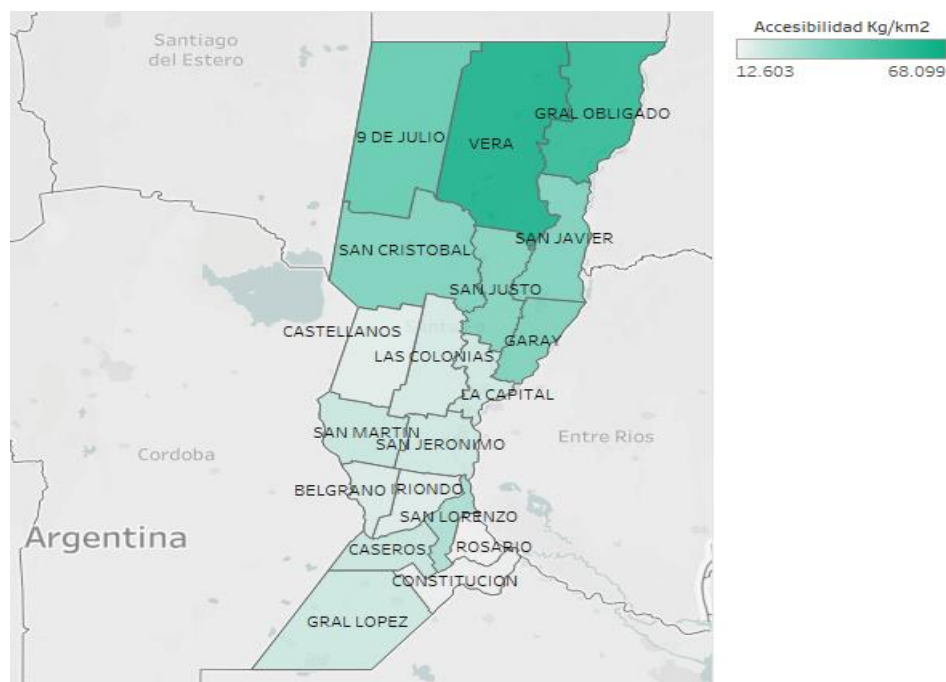 Accesibilidad Kg/km2
12.603 68.099
Santiago
del Estero
GRAL OBLIGADO
9 DE JULIO
VERA
SAN JAVIER
SAN CRISTOBAL
SAN JUSTO
CASTELLANOS
GARAY
LAS COLONIAS
LA CAPITAL
SAN MARTIN
SAN JERONIMO
Entre Rios
Cordoba
BELGRANO
IRIONDO
SAN LORENZO
Argentina
CASEROS
ROSARIO
CONSTITUCION
GRAL LOPEZ